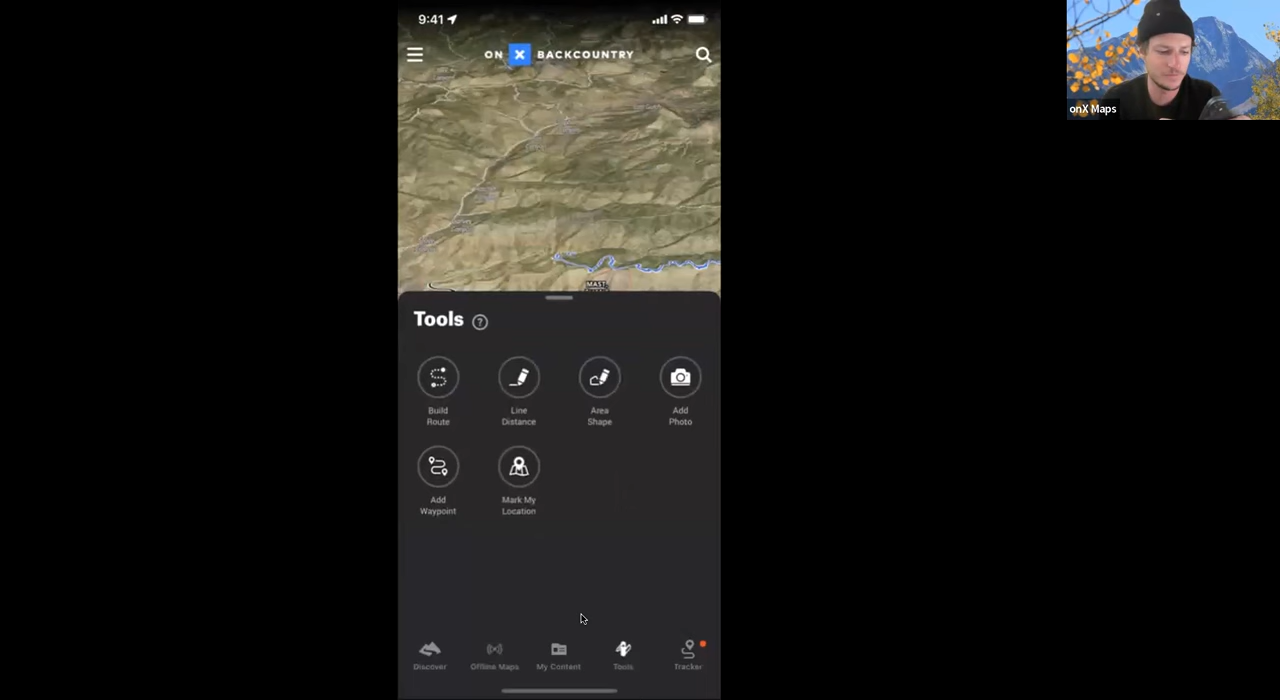 9:41
ON X BACKCOUNTRY
onX Maps
MAST
Tools ?
Build
Route
Line
Distance
Area
Shape
Add
Photo
Add
Waypoint
Mark My
Location
Discover
Offline Maps
My Content
Tools
Tracker